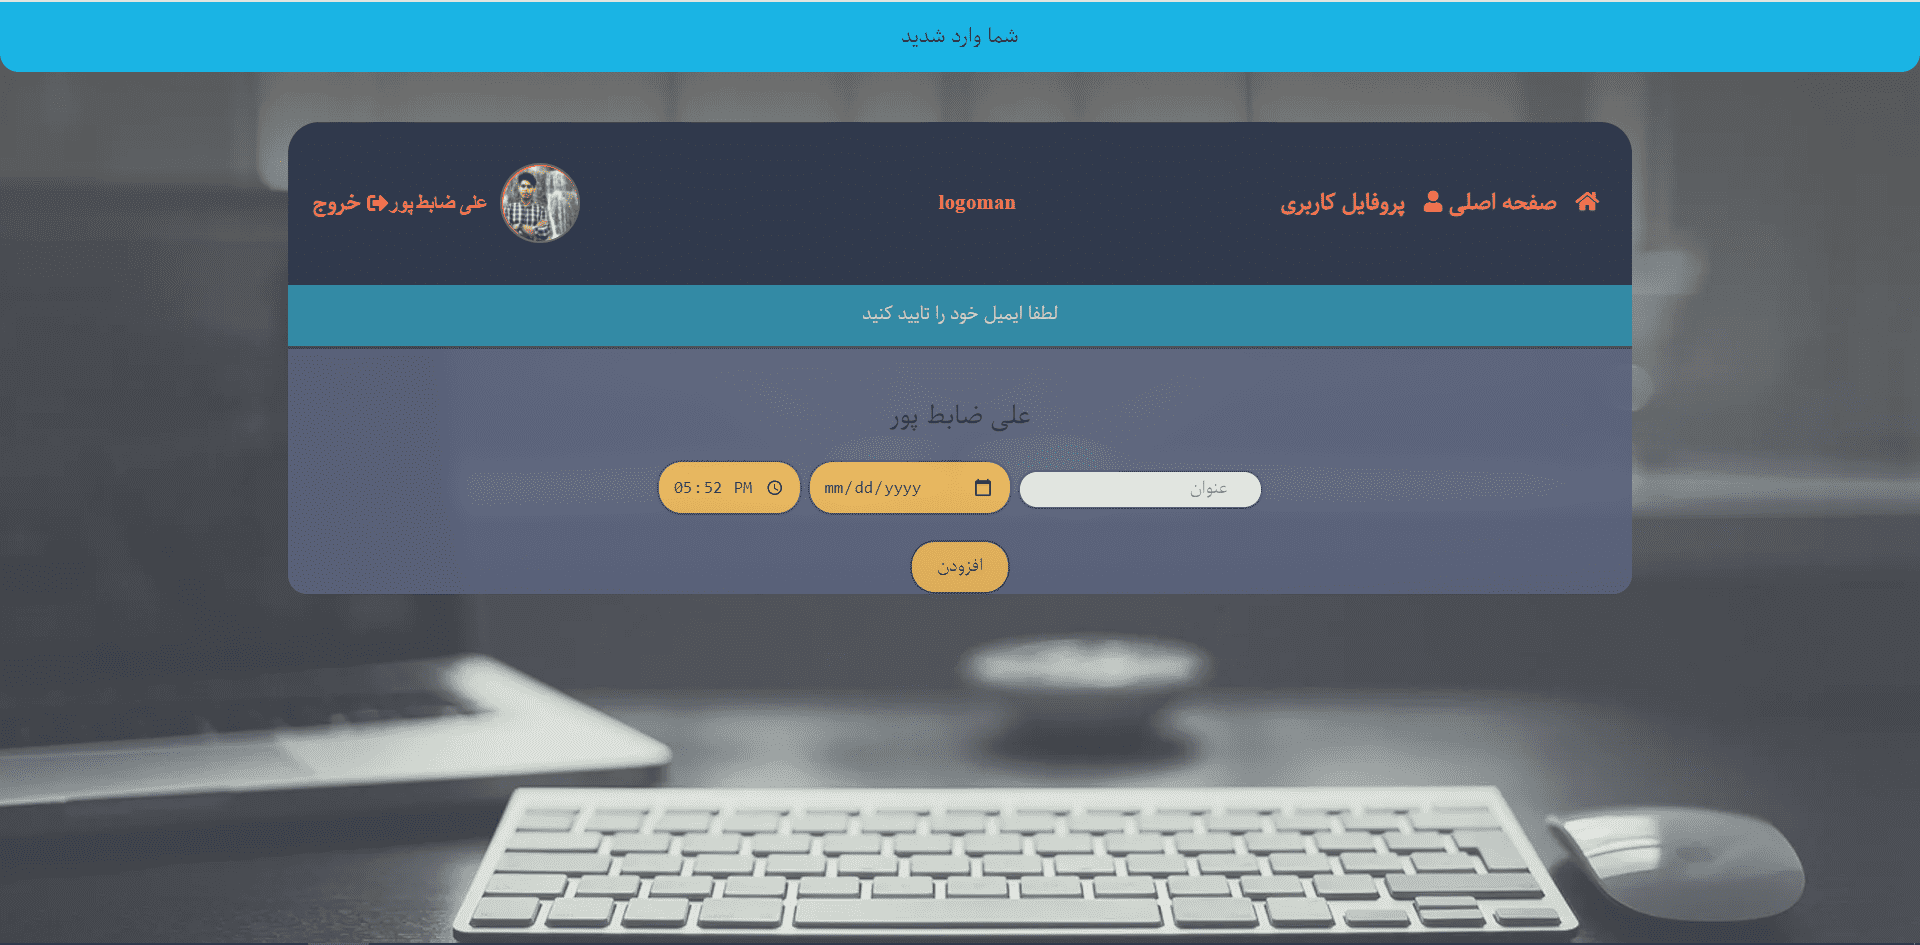 شما وارد شدید
صفحه اصلی پروفایل کاربری
logoman
علی ضابط پور خروج
لطفا ایمیل خود را تایید کنید
علی ضابط پور
عنوان
mm/dd/yyyy
05:52 PM
افزودن